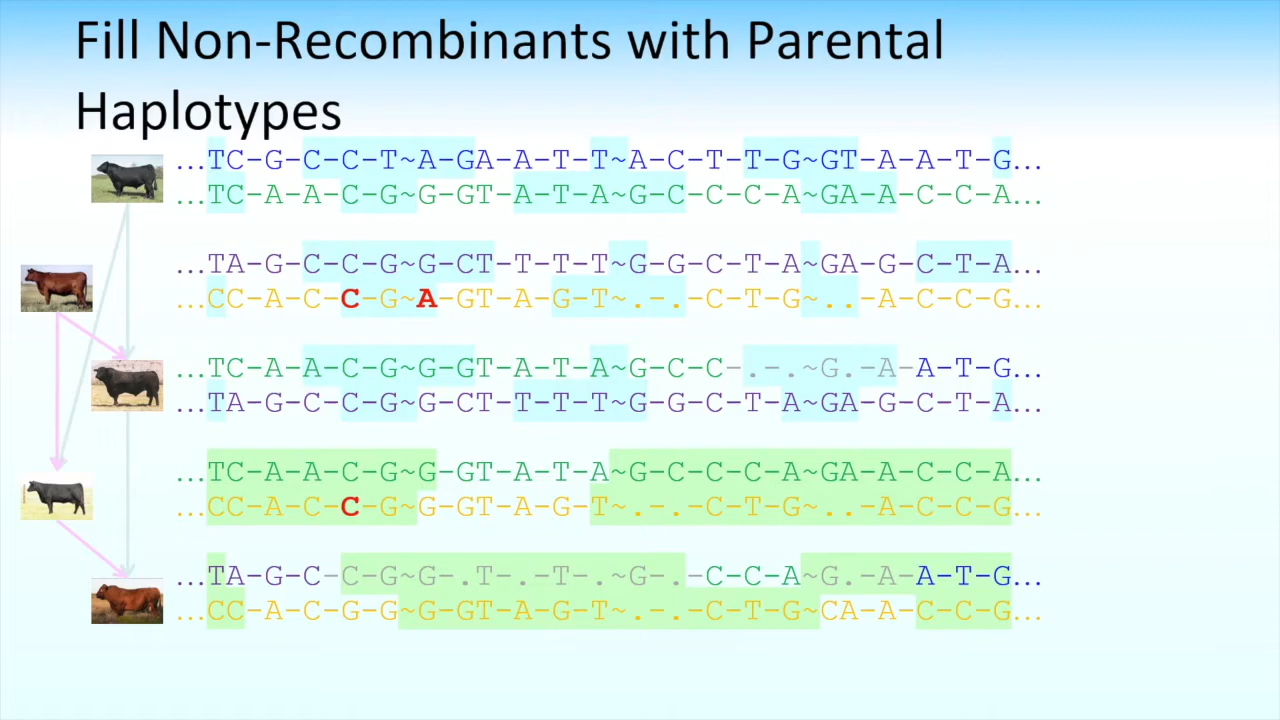 Fill Non-Recombinants with Parental
Haplotypes
...TC-G-C-C-T~A-GA-A-T-T~A-C-T-T-G~GT-A-A-T-G...
...TC-A-A-C-G~G-GT-A-T-A~G-C-C-C-A~GA-A-C-C-A...
...TA-G-C-C-G~G-CT-T-T-T~G-G-C-T-A~GA-G-C-T-A...
...CC-A-C-C-G~A-GT-A-G-T~.-.-C-T-G~..-A-C-C-G...
...TC-A-A-C-G~G-GT-A-T-A~G-C-C-.-.~G.-A-A-T-G...
...TA-G-C-C-G~G-CT-T-T-T~G-G-C-T-A~GA-G-C-T-A...
...TC-A-A-C-G~G-GT-A-T-A~G-C-C-C-A~GA-A-C-C-A...
...CC-A-C-C-G~G-GT-A-G-T~.-.-C-T-G~..-A-C-C-G...
...TA-G-C-C-G~G-.T-.-T-.~G-.-C-C-A~G.-A-A-T-G...
...CC-A-C-G-G~G-GT-A-G-T~.-.-C-T-G~CA-A-C-C-G...